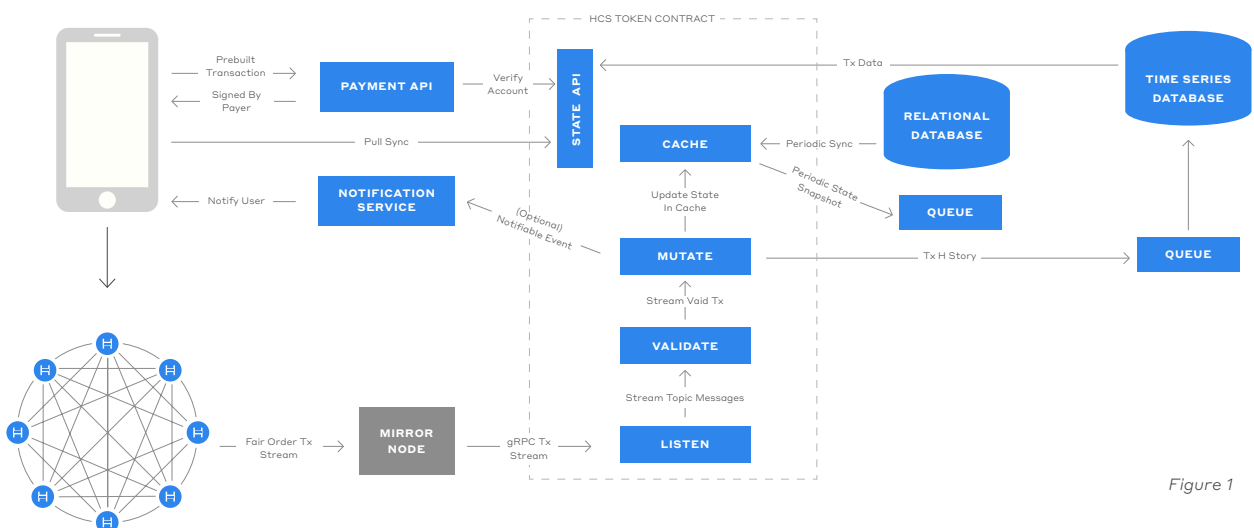 HCS TOKEN CONTRACT
Prebuilt
Transaction
Signed By
Payer
PAYMENT API
Verify
Account
STATE API
Tx Data
TIME SERIES
DATABASE
RELATIONAL
DATABASE
Pull Sync
CACHE
Periodic Sync
Periodic State
Snapshot
QUEUE
Notify User
NOTIFICATION
SERVICE
(Optional)
Notifiable Event
Update State
In Cache
MUTATE
Tx H Story
QUEUE
Stream Vaid Tx
VALIDATE
Stream Topic Messages
LISTEN
H
H
H
H
H
H
H
H
Fair Order Tx
Stream
MIRROR
NODE
gRPC Tx
Stream
Figure 1